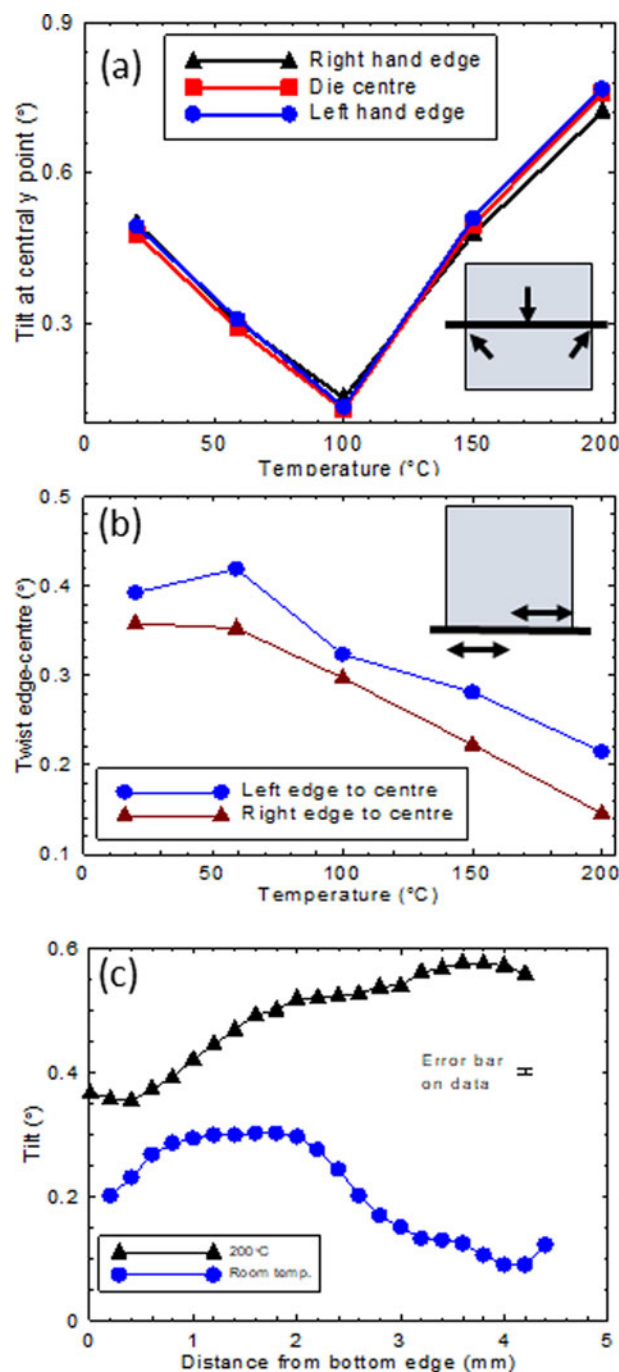 (a)
Right hand edge
Die centre
Left hand edge
Tilt at central y point (°)
0.9
0.6
0.3
0 50 100 150 200
Temperature (°C)
(b)
Twist edge-centre (°)
0.5
0.4
0.3
0.2
0.1
Left edge to centre
Right edge to centre
0 50 100 150 200
Temperature (°C)
(c)
Tilt (°)
0.6
0.4
0.2
0
Error bar
on data
200°C
Room temp.
0 1 2 3 4 5
Distance from bottom edge (mm)